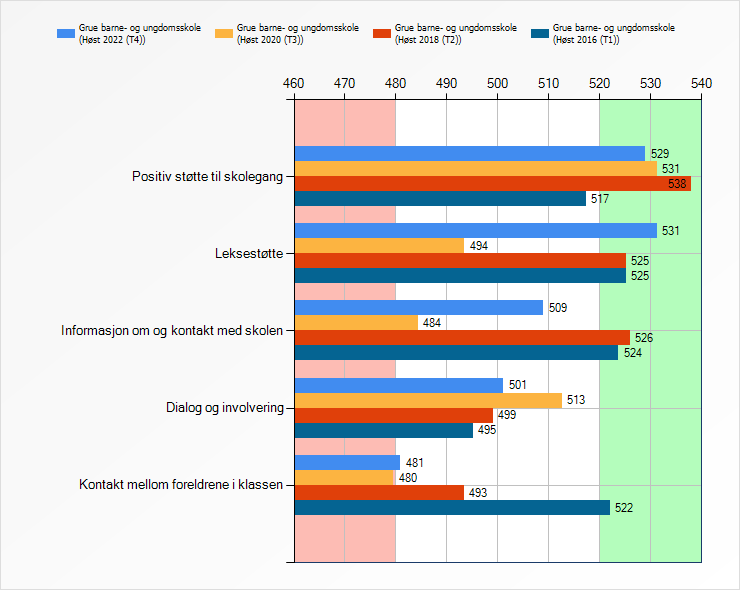 Grue barne- og ungdomsskole
(Høst 2022 (T4))
Grue barne- og ungdomsskole
(Høst 2020 (T3))
Grue barne- og ungdomsskole
(Høst 2018 (T2))
Grue barne- og ungdomsskole
(Høst 2016 (T1))
460 470 480 490 500 510 520 530 540
Positiv støtte til skolegang
529
531
538
517
Leksestøtte
531
494
525
525
Informasjon om og kontakt med skolen
509
484
526
524
Dialog og involvering
501
513
499
495
Kontakt mellom foreldrene i klassen
481
480
493
522